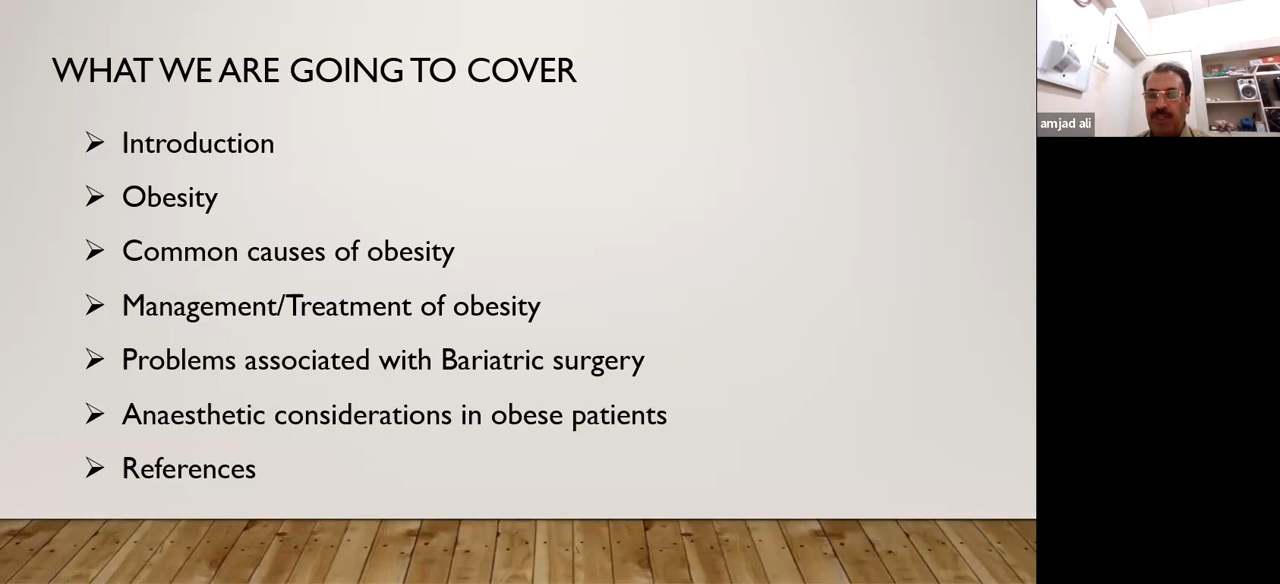 WHAT WE ARE GOING TO COVER
Introduction
Obesity
Common causes of obesity
Management/Treatment of obesity
Problems associated with Bariatric surgery
Anaesthetic considerations in obese patients
References
amjad ali